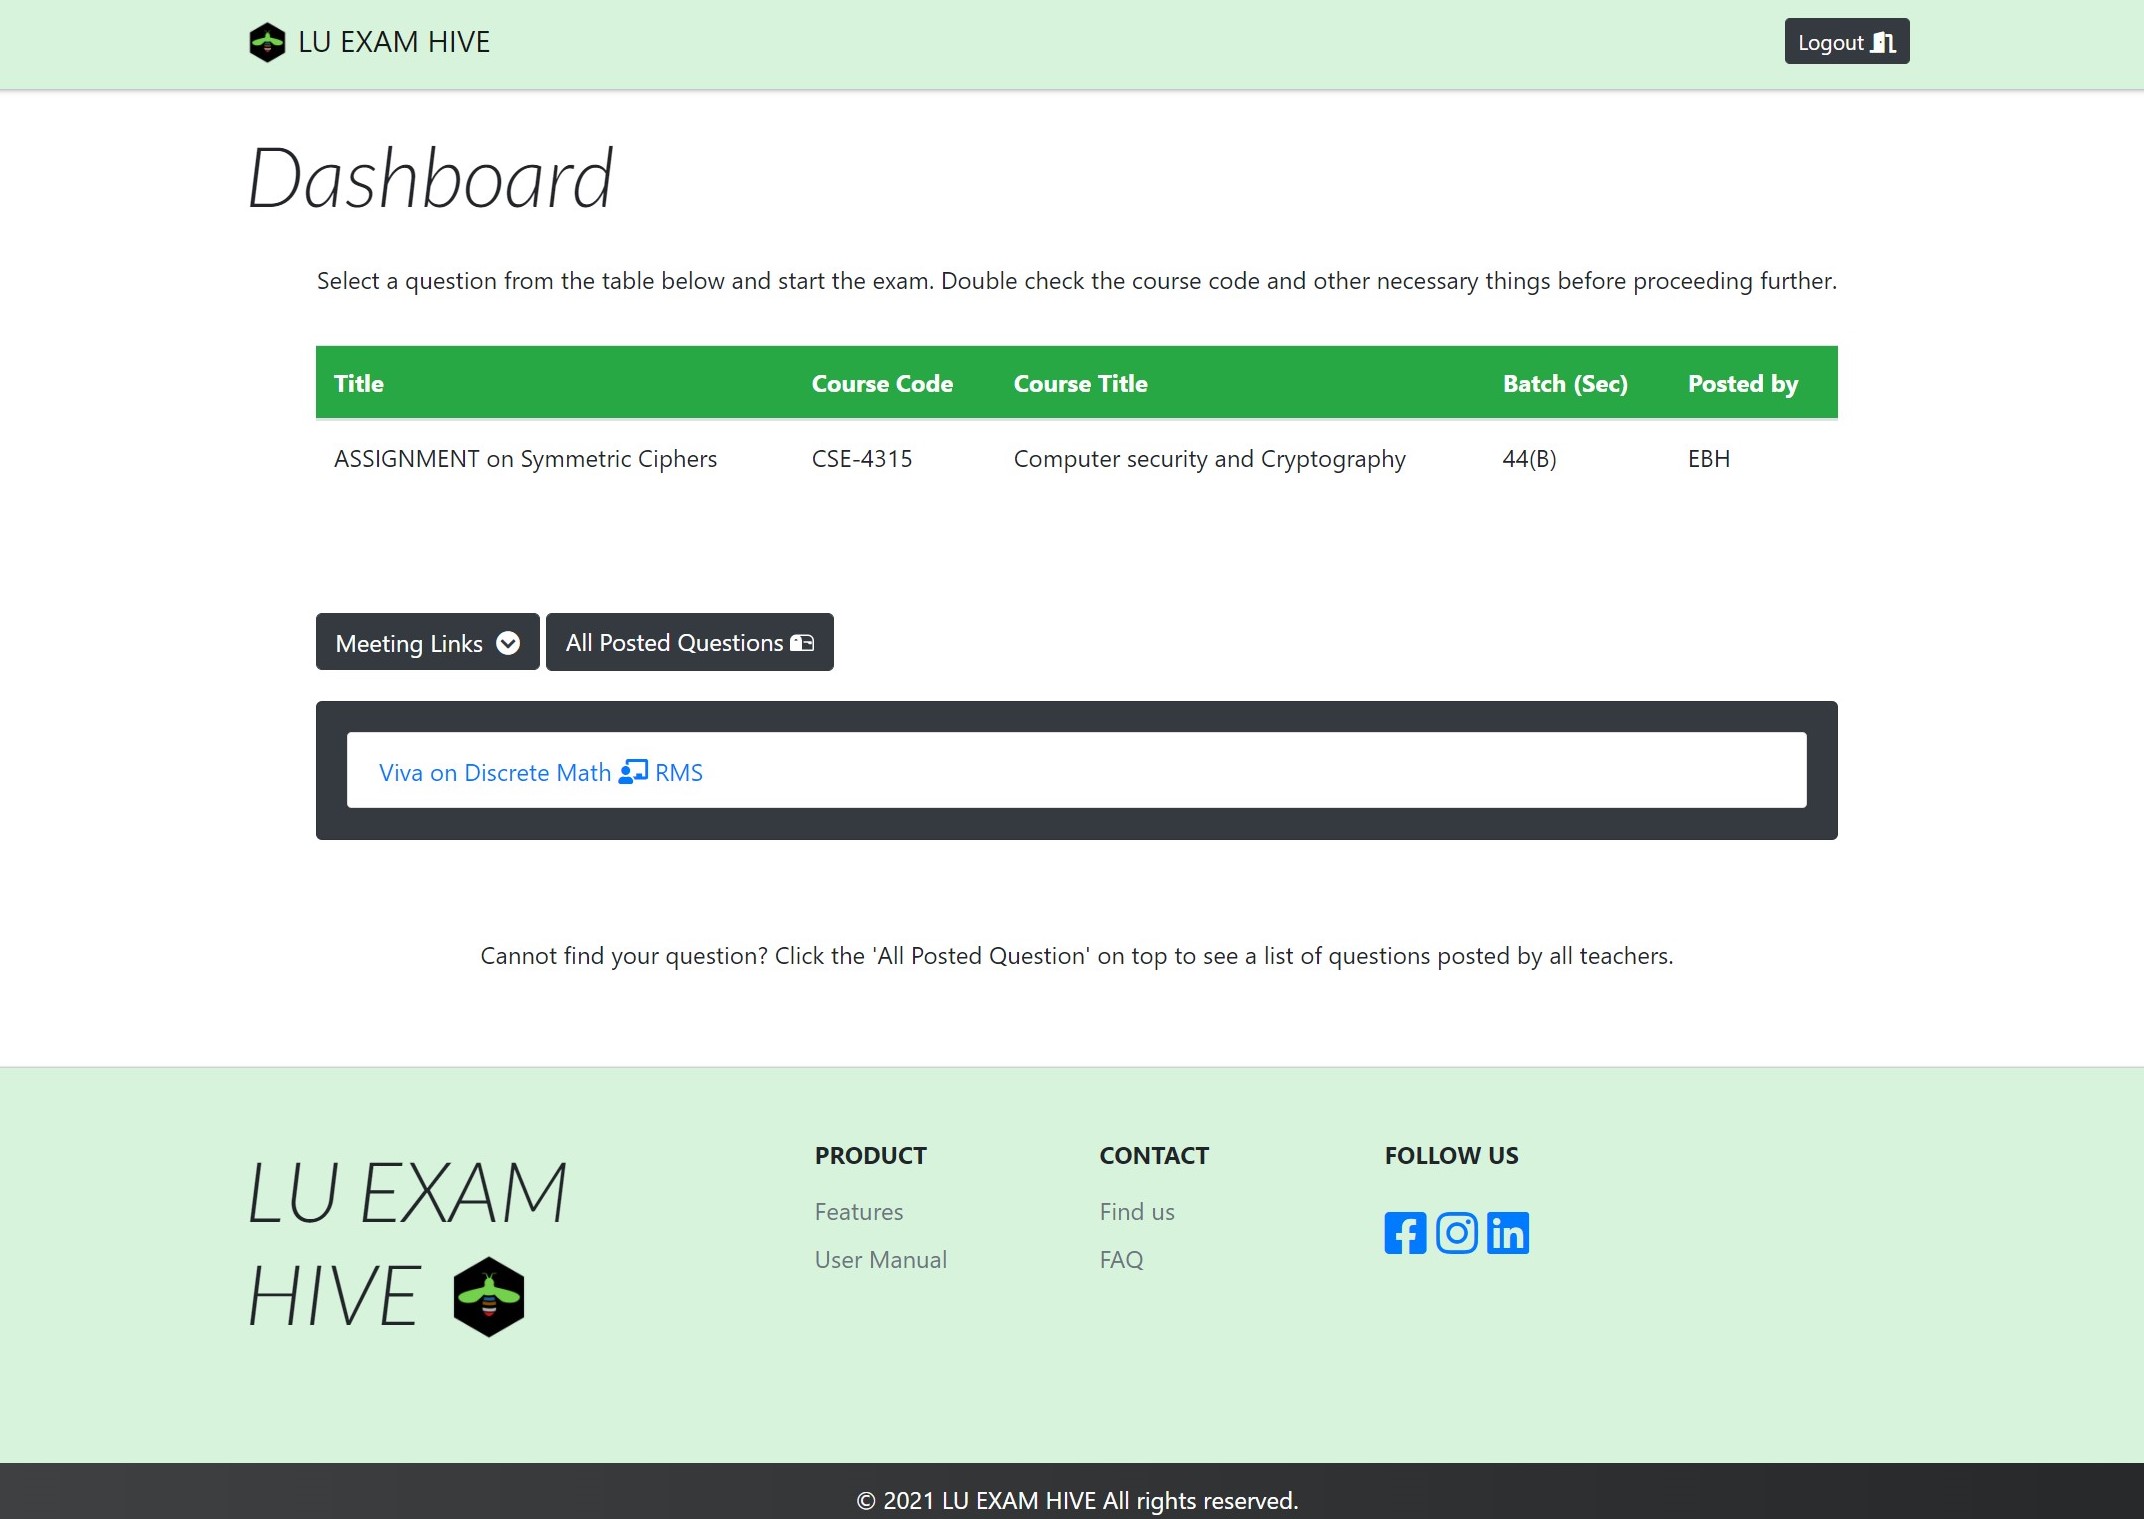 LU EXAM HIVE
Logout
Dashboard
Select a question from the table below and start the exam. Double check the course code and other necessary things before proceeding further.
Title Course Code Course Title Batch (Sec) Posted by
ASSIGNMENT on Symmetric Ciphers CSE-4315 Computer security and Cryptography 44(B) EBH
Meeting Links All Posted Questions
Viva on Discrete Math RMS
Cannot find your question? Click the 'All Posted Question' on top to see a list of questions posted by all teachers.
LU EXAM
HIVE
PRODUCT
Features
User Manual
CONTACT
Find us
FAQ
FOLLOW US
© 2021 LU EXAM HIVE All rights reserved.